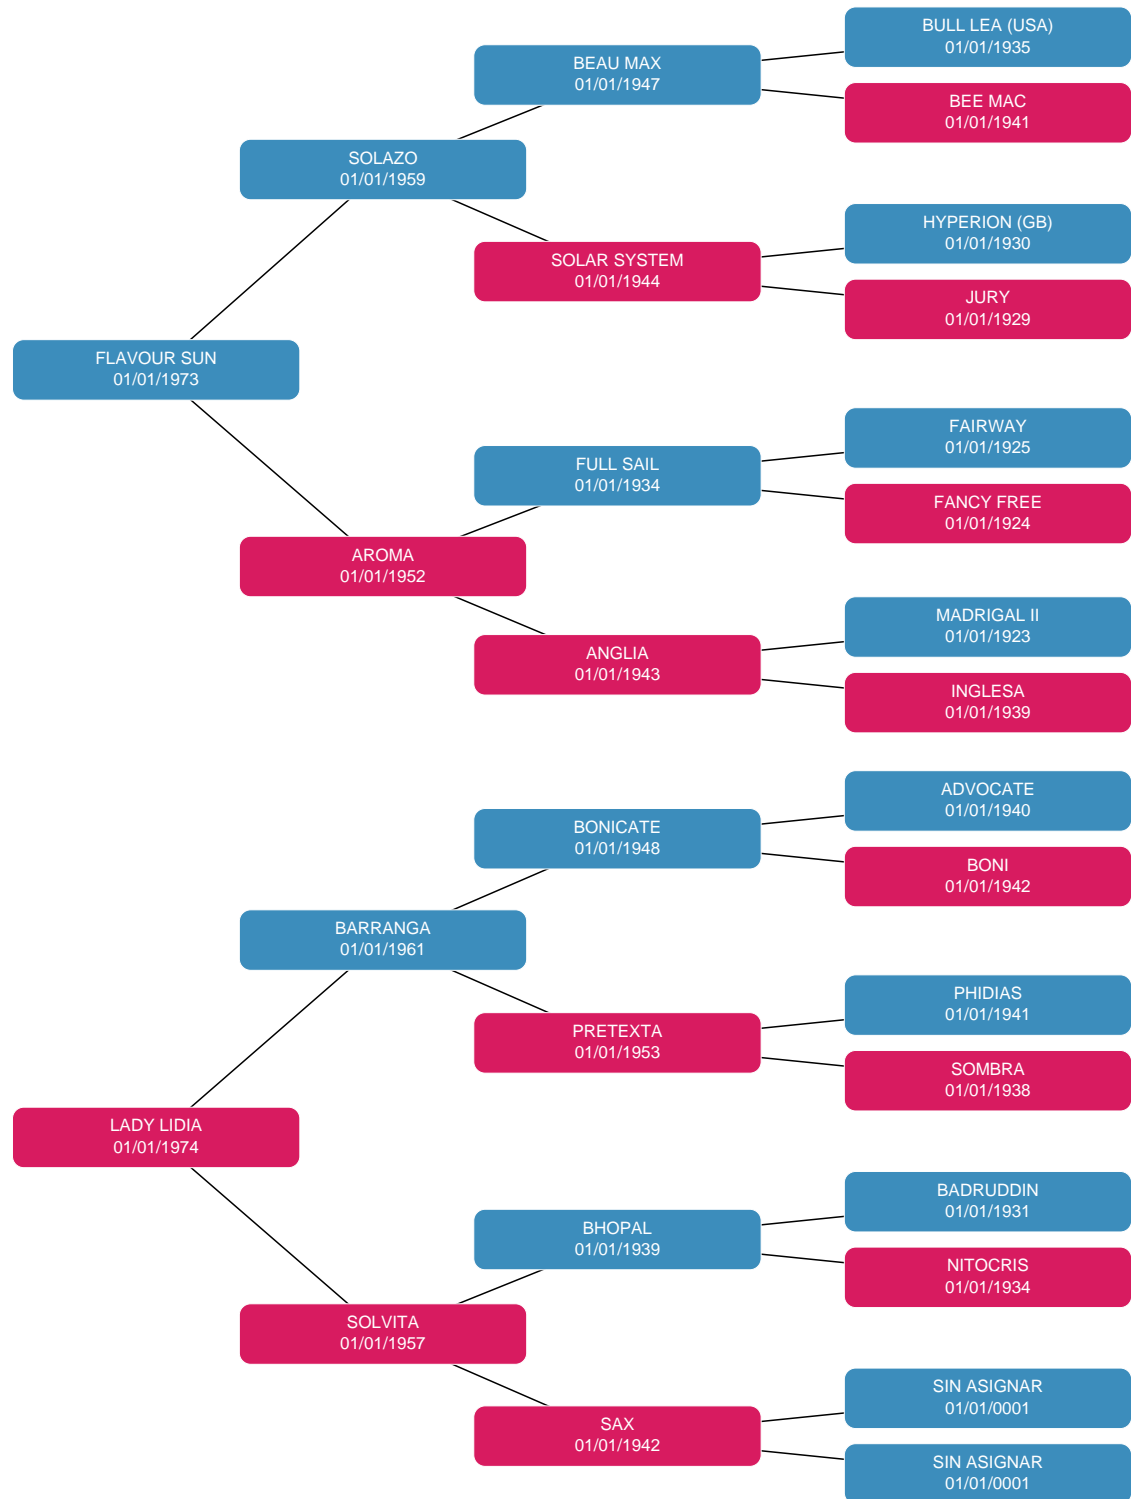 BULL LEA (USA)
01/01/1935
BEAU MAX
01/01/1947
BEE MAC
01/01/1941
SOLAZO
01/01/1959
HYPERION (GB)
01/01/1930
SOLAR SYSTEM
01/01/1944
JURY
01/01/1929
FLAVOUR SUN
01/01/1973
FAIRWAY
01/01/1925
FULL SAIL
01/01/1934
FANCY FREE
01/01/1924
AROMA
01/01/1952
MADRIGAL II
01/01/1923
ANGLIA
01/01/1943
INGLESA
01/01/1939
ADVOCATE
01/01/1940
BONICATE
01/01/1948
BONI
01/01/1942
BARRANGA
01/01/1961
PHIDIAS
01/01/1941
PRETEXTA
01/01/1953
SOMBRA
01/01/1938
LADY LIDIA
01/01/1974
BADRUDDIN
01/01/1931
BHOPAL
01/01/1939
NITOCRIS
01/01/1934
SOLVITA
01/01/1957
SIN ASIGNAR
01/01/0001
SAX
01/01/1942
SIN ASIGNAR
01/01/0001